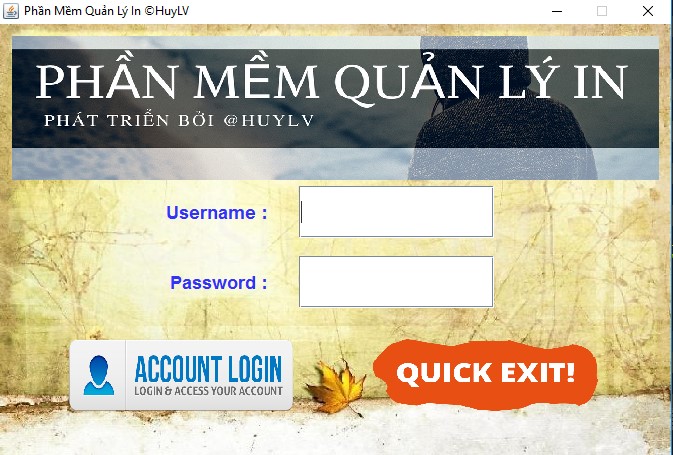 Phần Mềm Quản Lý In ©HuyLV
PHẦN MỀM QUẢN LÝ IN
PHÁT TRIỂN BỞI @HUYLV
Username :
Password :
ACCOUNT LOGIN
LOGIN & ACCESS YOUR ACCOUNT
QUICK EXIT!